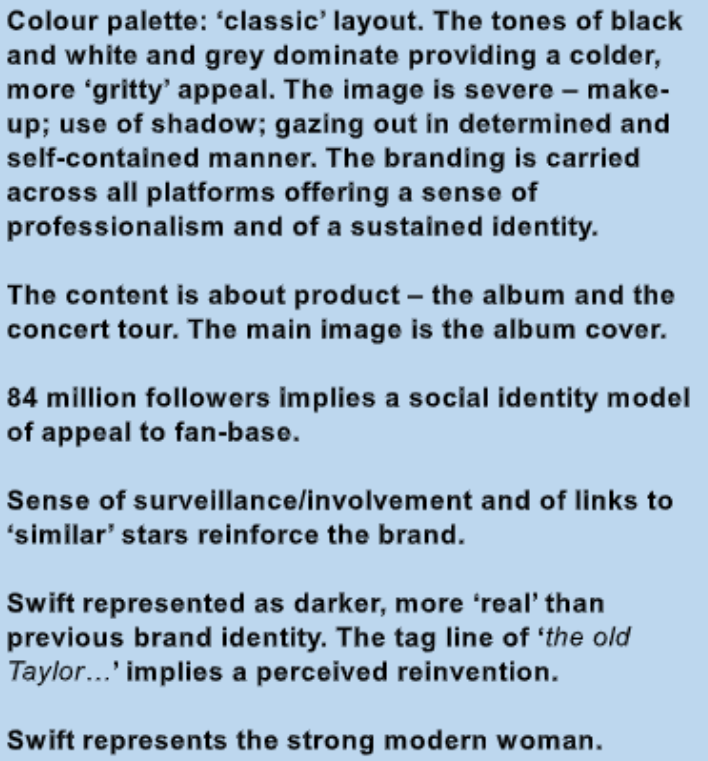 Colour palette: ‘classic’ layout. The tones of black
and white and grey dominate providing a colder,
more ‘gritty’ appeal. The image is severe – make-
up; use of shadow; gazing out in determined and
self-contained manner. The branding is carried
across all platforms offering a sense of
professionalism and of a sustained identity.
The content is about product – the album and the
concert tour. The main image is the album cover.
84 million followers implies a social identity model
of appeal to fan-base.
Sense of surveillance/involvement and of links to
‘similar’ stars reinforce the brand.
Swift represented as darker, more ‘real’ than
previous brand identity. The tag line of ‘the old
Taylor…’ implies a perceived reinvention.
Swift represents the strong modern woman.